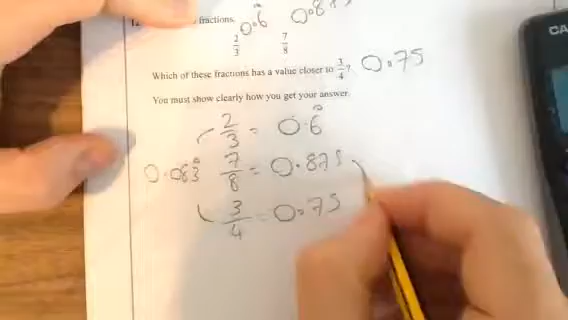 fractions.
0.6̇ 0.875
2/3 7/8
Which of these fractions has a value closer to 3/4? 0.75
You must show clearly how you get your answer.
2/3 = 0.6̇
0.083̇ 7/8 = 0.875
3/4 = 0.75
CA